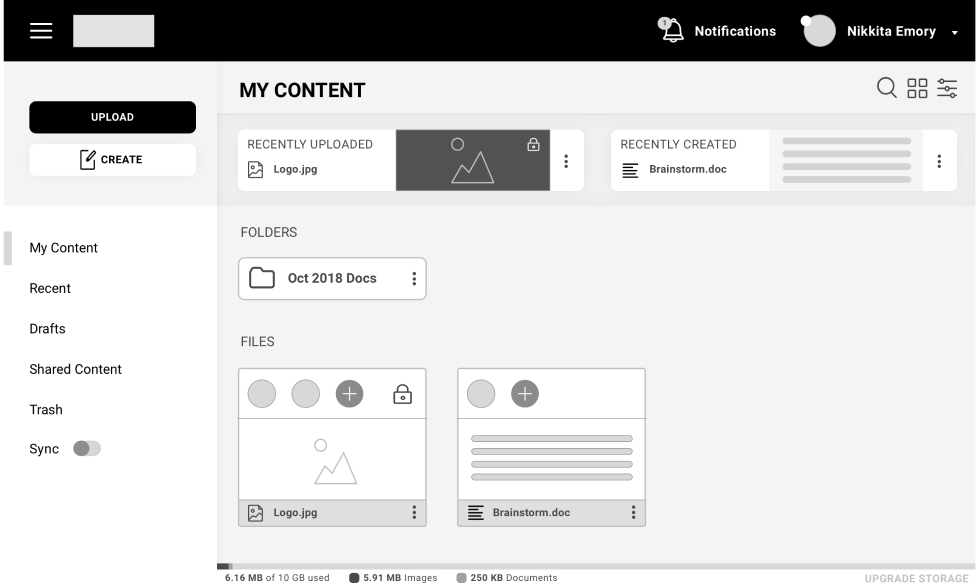 1
Notifications
Nikkita Emory
UPLOAD
CREATE
My Content
Recent
Drafts
Shared Content
Trash
Sync
MY CONTENT
RECENTLY UPLOADED
Logo.jpg
RECENTLY CREATED
Brainstorm.doc
FOLDERS
Oct 2018 Docs
FILES
Logo.jpg
Brainstorm.doc
6.16 MB of 10 GB used
5.91 MB Images
250 KB Documents
UPGRADE STORAGE